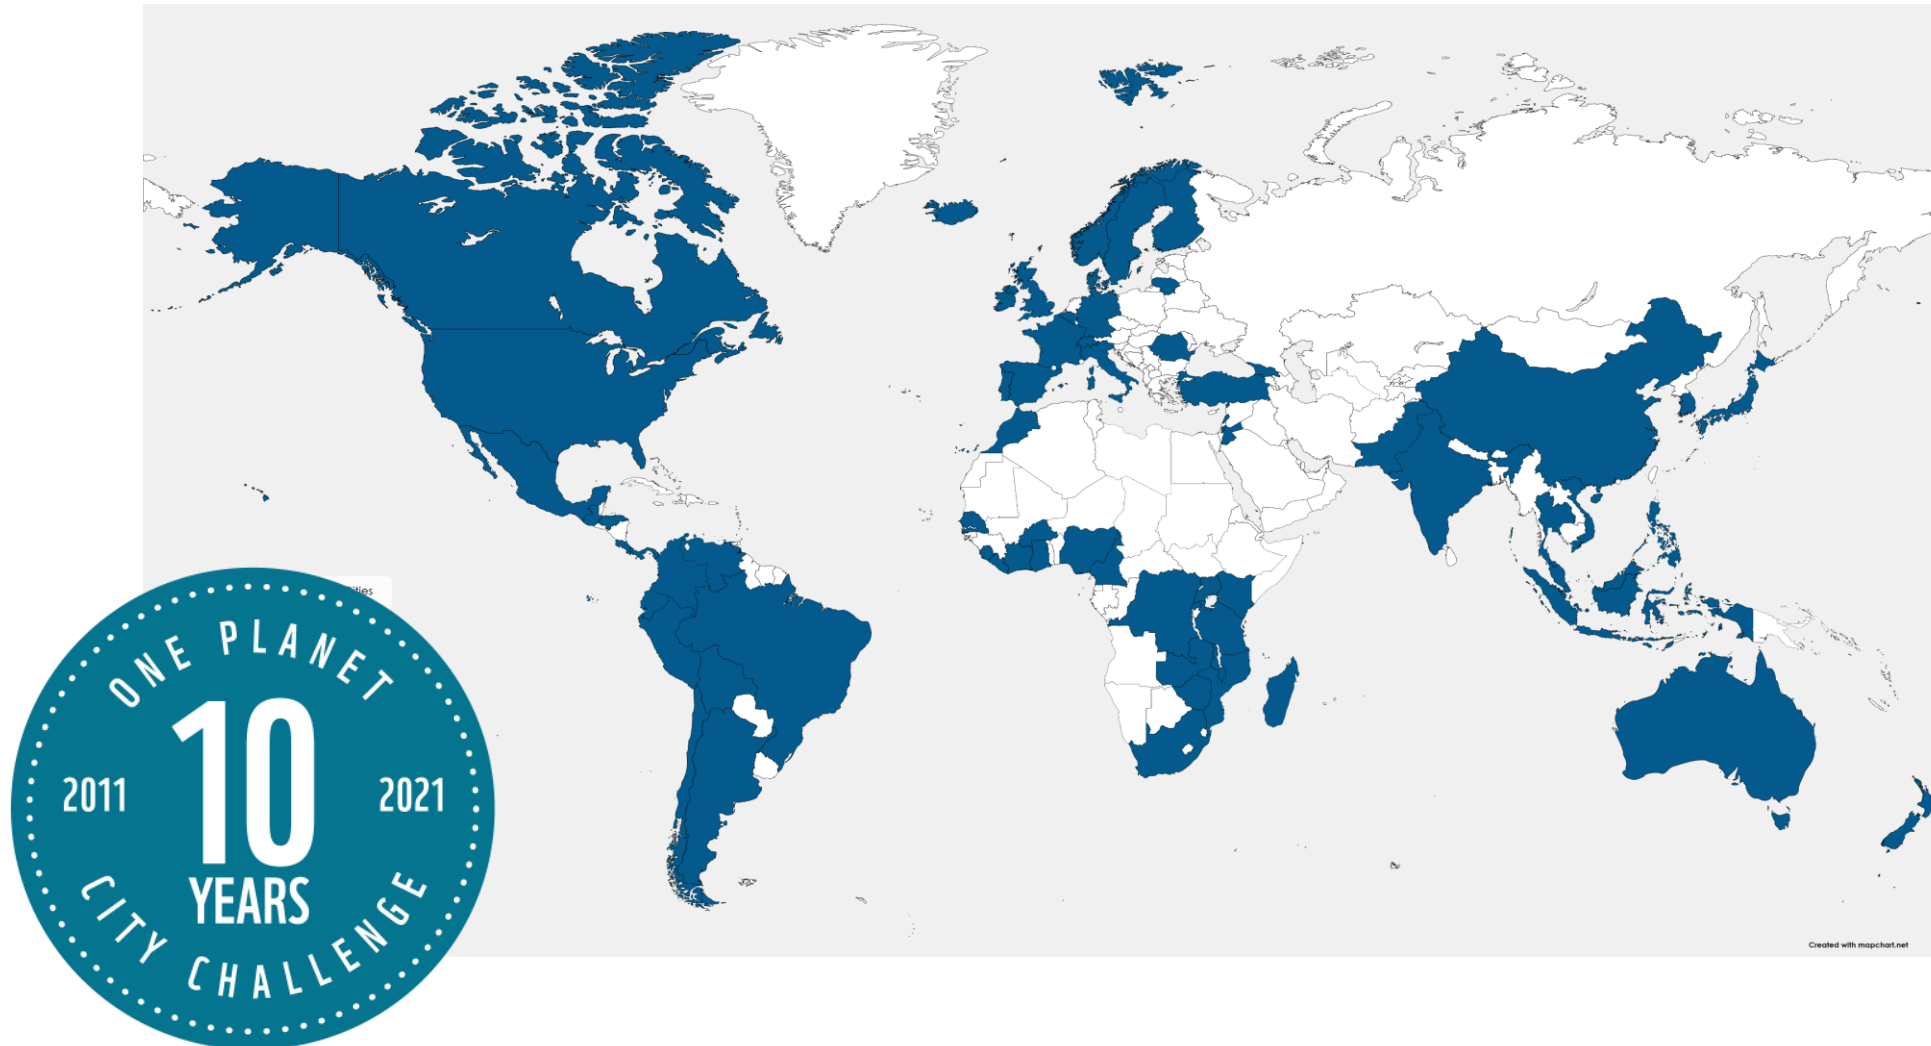 ONE PLANET
2011
10
2021
YEARS
CITY CHALLENGE
Created with mapchart.net